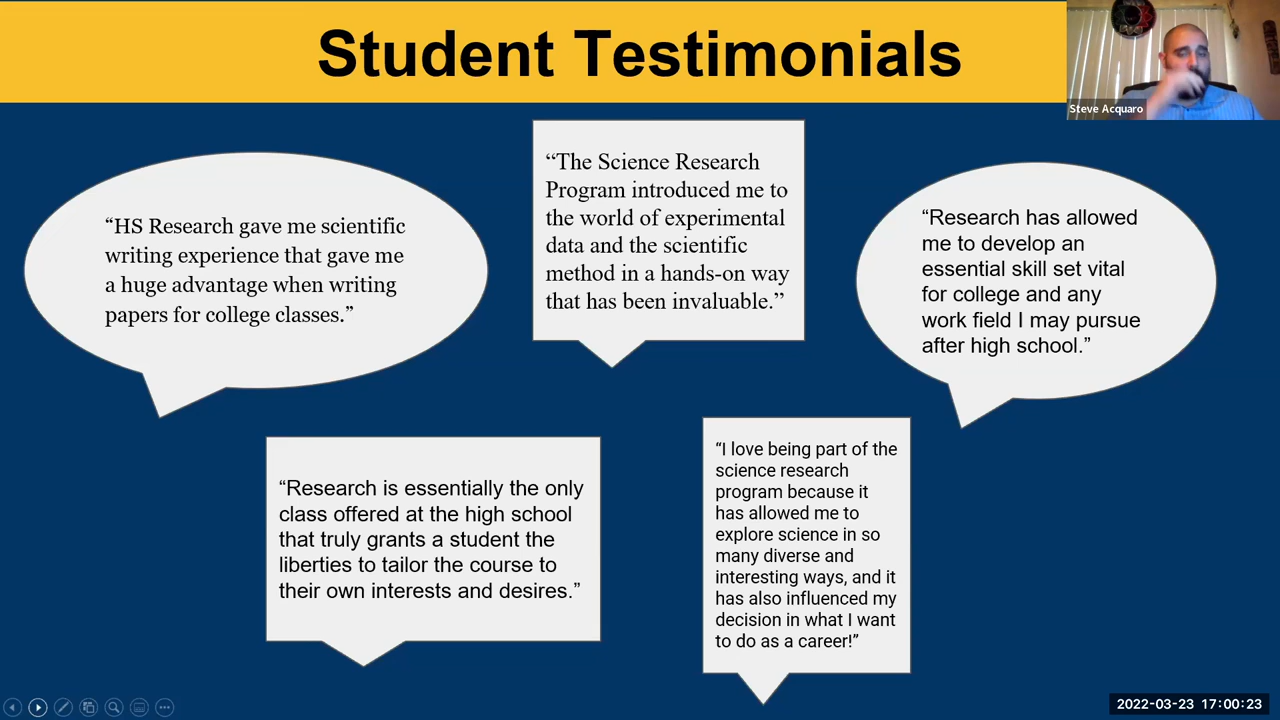 Student Testimonials
Steve Acquaro
“HS Research gave me scientific
writing experience that gave me
a huge advantage when writing
papers for college classes.”
“The Science Research
Program introduced me to
the world of experimental
data and the scientific
method in a hands-on way
that has been invaluable.”
“Research has allowed
me to develop an
essential skill set vital
for college and any
work field I may pursue
after high school.”
“Research is essentially the only
class offered at the high school
that truly grants a student the
liberties to tailor the course to
their own interests and desires.”
“I love being part of the
science research
program because it
has allowed me to
explore science in so
many diverse and
interesting ways, and it
has also influenced my
decision in what I want
to do as a career!”
2022-03-23 17:00:23